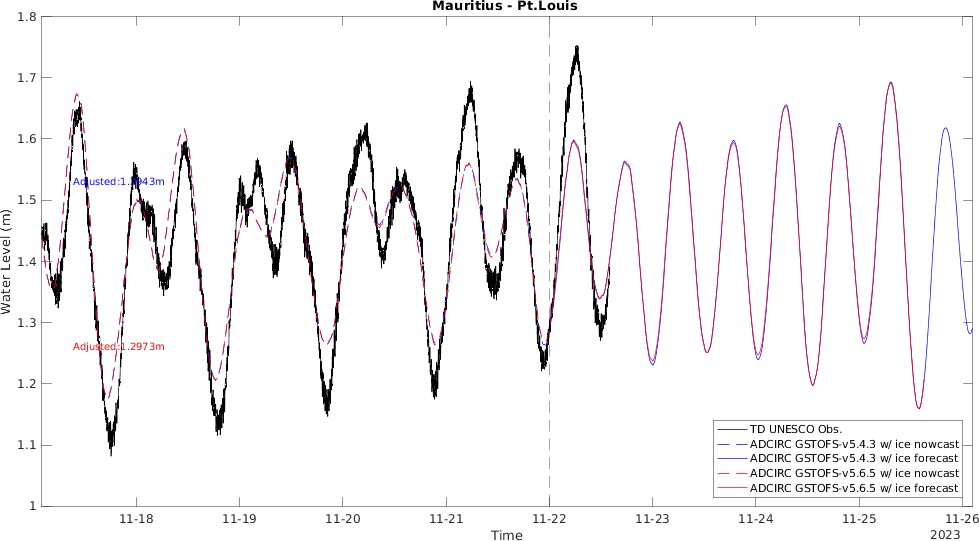 Mauritius - Pt.Louis
1.8
1.7
1.6
1.5
1.4
1.3
1.2
1.1
1
Water Level (m)
Adjusted:1.2943m
Adjusted:1.2973m
TD UNESCO Obs.
ADCIRC GSTOFS-v5.4.3 w/ ice nowcast
ADCIRC GSTOFS-v5.4.3 w/ ice forecast
ADCIRC GSTOFS-v5.6.5 w/ ice nowcast
ADCIRC GSTOFS-v5.6.5 w/ ice forecast
11-18 11-19 11-20 11-21 11-22 11-23 11-24 11-25 11-26
Time
2023